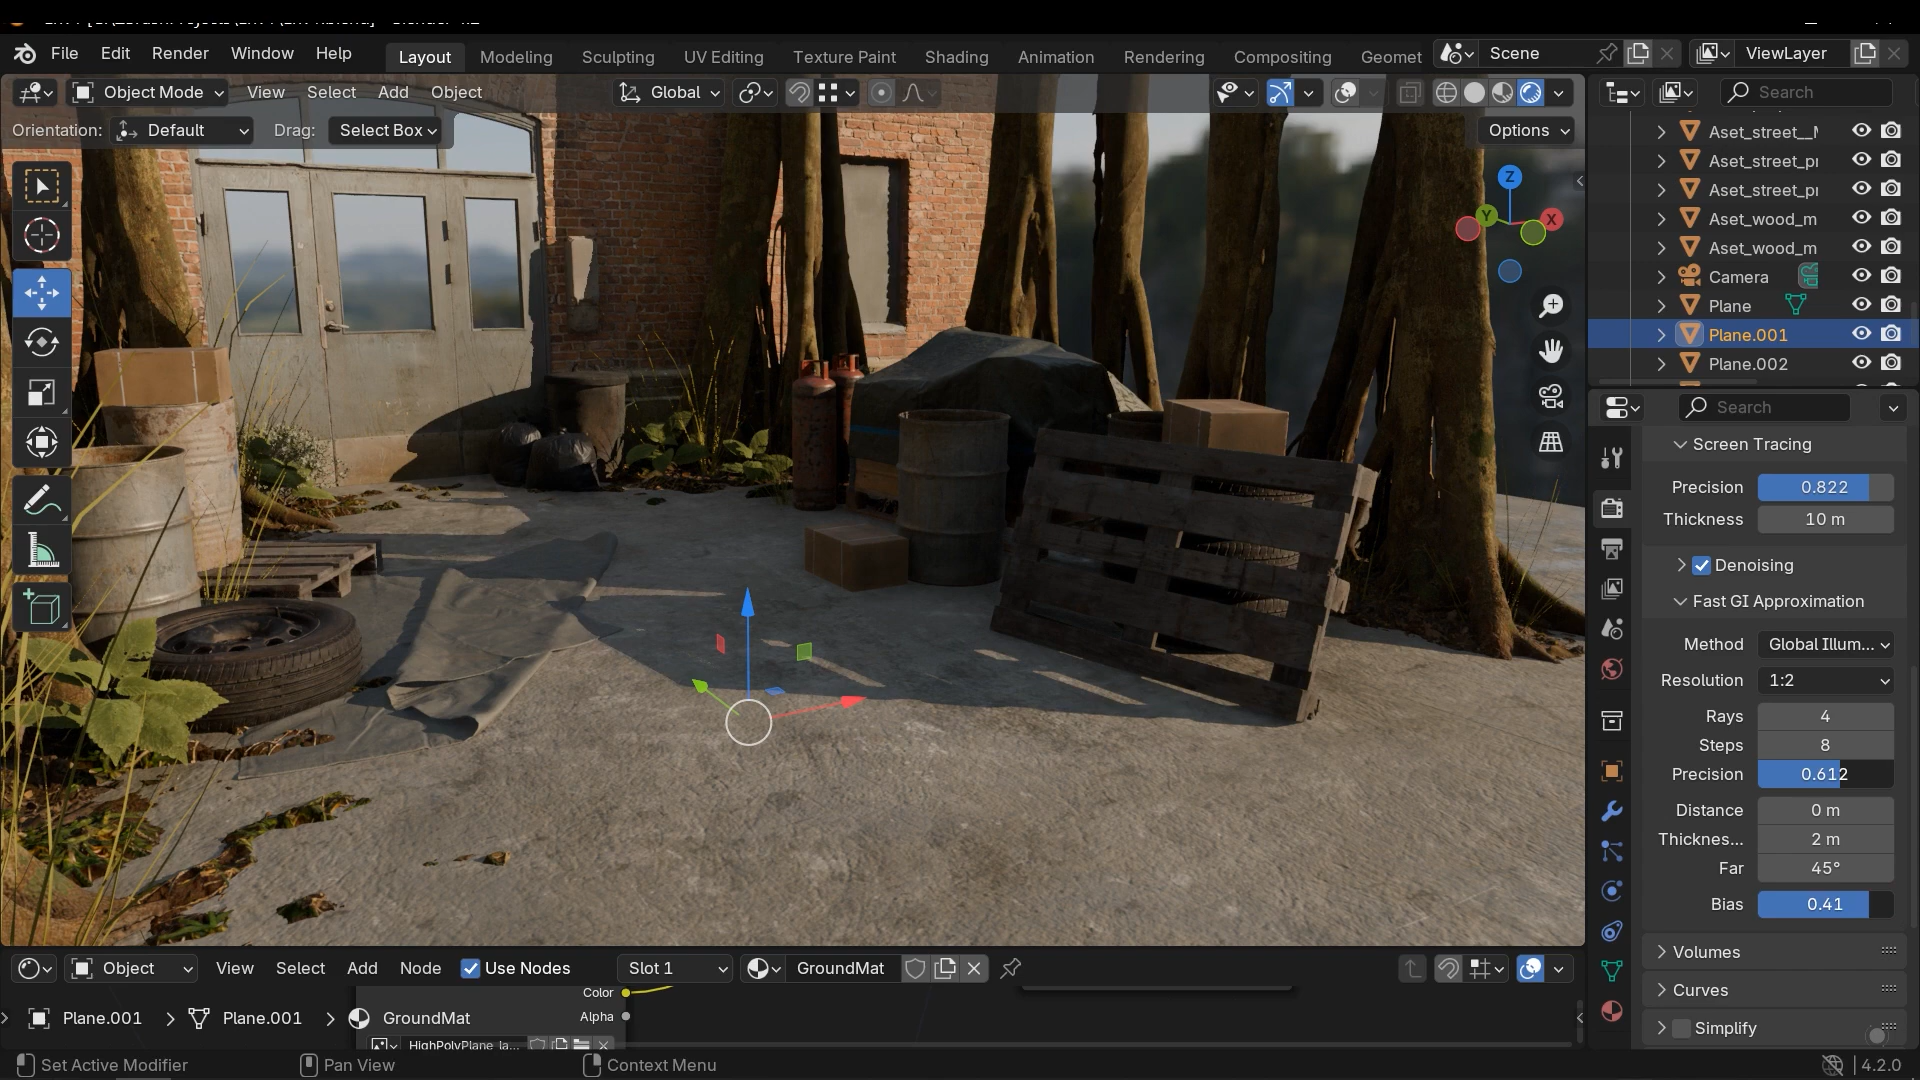 File Edit Render Window Help Layout Modeling Sculpting UV Editing Texture Paint Shading Animation Rendering Compositing Geomet Scene ViewLayer
Object Mode View Select Add Object Global Search
Orientation: Default Drag: Select Box Options
Aset_street_
Aset_street_p
Aset_street_p
Aset_wood_m
Aset_wood_m
Camera
Plane
Plane.001
Plane.002
Z
Y
X
Search
Screen Tracing
Precision 0.822
Thickness 10 m
Denoising
Fast GI Approximation
Method Global Illum...
Resolution 1:2
Rays 4
Steps 8
Precision 0.612
Distance 0 m
Thicknes... 2 m
Far 45°
Bias 0.41
Volumes
Curves
Simplify
Object View Select Add Node Use Nodes Slot 1 GroundMat
Color
Alpha
Plane.001 Plane.001 GroundMat
HighPolyPlane_la...
Set Active Modifier Pan View Context Menu 4.2.0